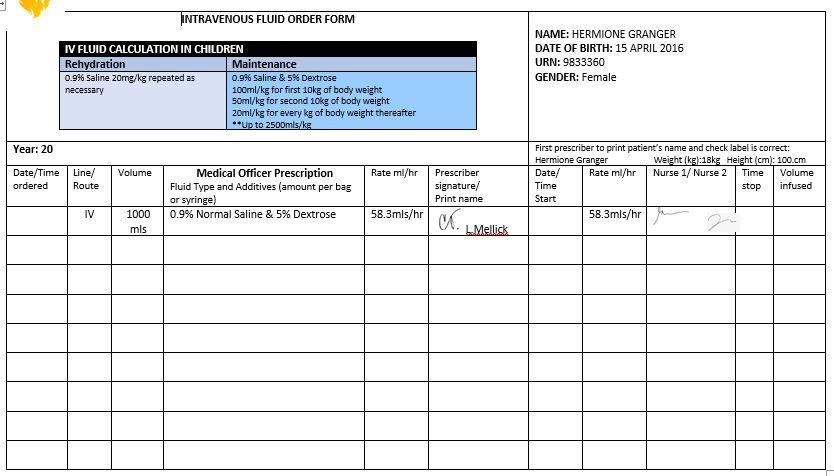 INTRAVENOUS FLUID ORDER FORM
IV FLUID CALCULATION IN CHILDREN
Rehydration Maintenance
0.9% Saline 20mg/kg repeated as
necessary
0.9% Saline & 5% Dextrose
100ml/kg for first 10kg of body weight
50ml/kg for second 10kg of body weight
20ml/kg for every kg of body weight thereafter
**Up to 2500mls/kg
NAME: HERMIONE GRANGER
DATE OF BIRTH: 15 APRIL 2016
URN: 9833360
GENDER: Female
Year: 20
First prescriber to print patient's name and check label is correct:
Hermione Granger Weight (kg):18kg Height (cm): 100.cm
Date/Time
ordered
Line/
Route
Volume
Medical Officer Prescription
Fluid Type and Additives (amount per bag
or syringe)
Rate ml/hr
Prescriber
signature/
Print name
Date/
Time
Start
Rate ml/hr
Nurse 1/ Nurse 2
Time
stop
Volume
infused
IV
1000
mls
0.9% Normal Saline & 5% Dextrose
58.3mls/hr
L Mellick
58.3mls/hr